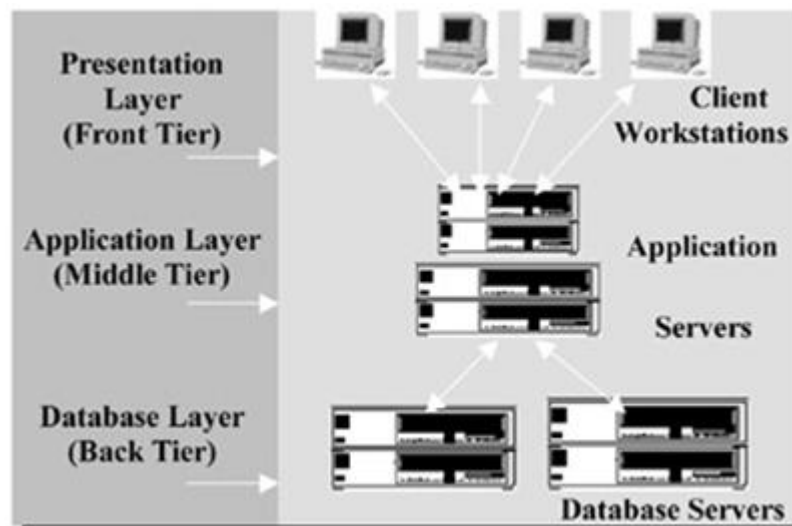 Presentation
Layer
(Front Tier)
Client
Workstations
Application Layer
(Middle Tier)
Application
Servers
Database Layer
(Back Tier)
Database Servers